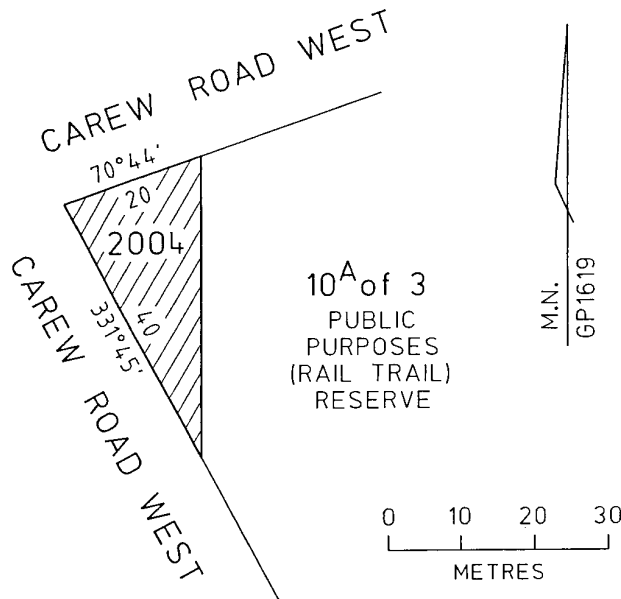 CAREW ROAD WEST
70°44'
20
2004
40
331°45'
CAREW ROAD WEST
10A of 3
PUBLIC
PURPOSES
(RAIL TRAIL)
RESERVE
M.N.
GP1619
0 10 20 30
METRES